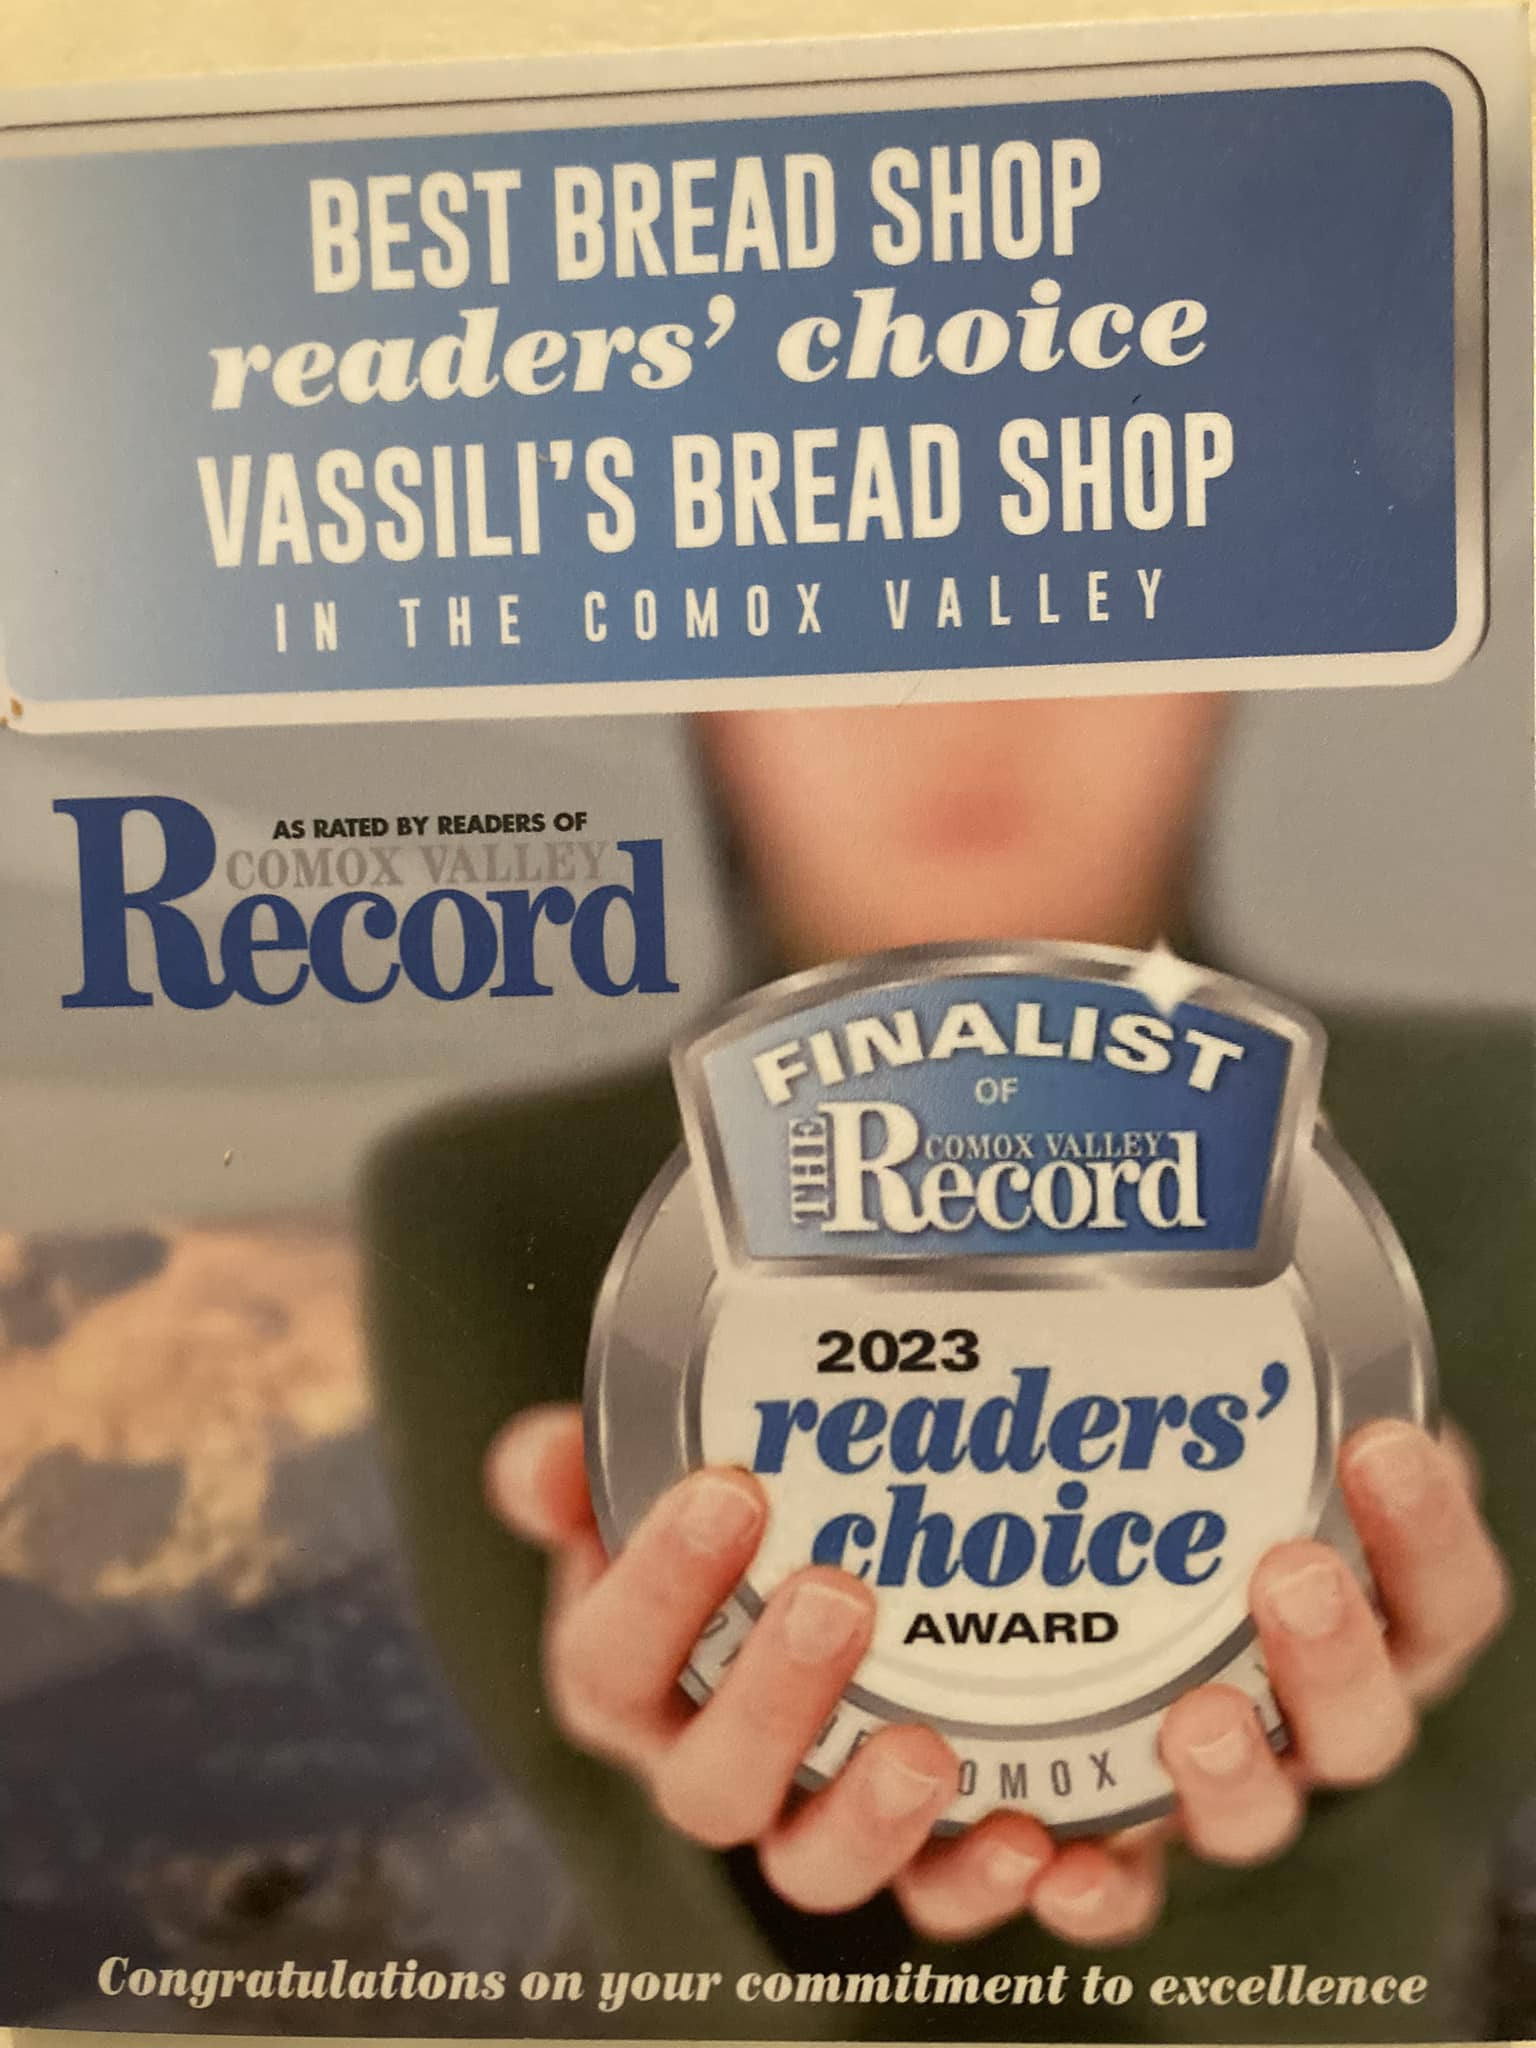 BEST BREAD SHOP
readers' choice
VASSILI'S BREAD SHOP
IN THE COMOX VALLEY
AS RATED BY READERS OF
COMOX VALLEY
Record
FINALIST
OF
THE
COMOX VALLEY
Record
2023
readers'
choice
AWARD
Congratulations on your commitment to excellence